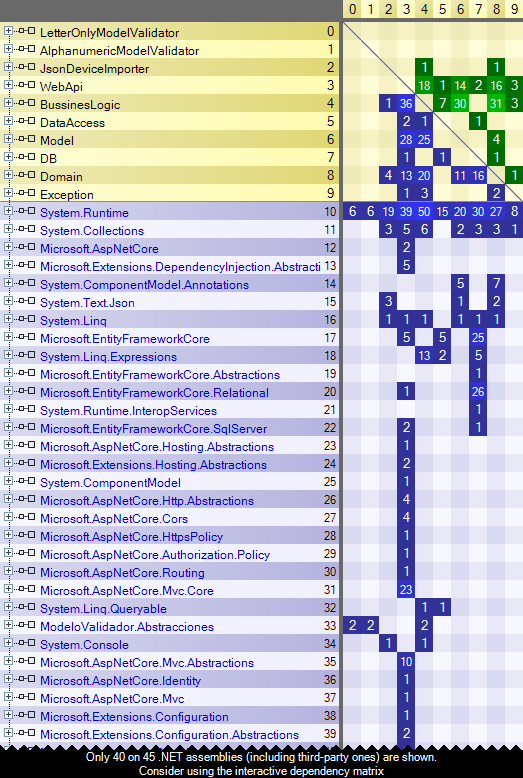 0 1 2 3 4 5 6 7 8 9
LetterOnlyModelValidator 0
AlphanumericModelValidator 1
JsonDeviceImporter 2 1 1
WebApi 3 18 1 14 2 16 3
BussinesLogic 4 1 36 7 30 31 3
DataAccess 5 2 1 1
Model 6 28 25 4
DB 7 1 1 1
Domain 8 4 13 20 11 16 1
Exception 9 1 3 2
System.Runtime 10 6 6 19 39 50 15 20 30 27 8
System.Collections 11 3 5 6 2 3 3 1
Microsoft.AspNetCore 12 2
Microsoft.Extensions.DependencyInjection.Abstracti 13 5
System.ComponentModel.Annotations 14 5 7
System.Text.Json 15 3 1 2
System.Linq 16 1 1 1 1 1 1
Microsoft.EntityFrameworkCore 17 5 5 25
System.Linq.Expressions 18 13 2 5
Microsoft.EntityFrameworkCore.Abstractions 19 1
Microsoft.EntityFrameworkCore.Relational 20 1 26
System.Runtime.InteropServices 21 1
Microsoft.EntityFrameworkCore.SqlServer 22 2 1
Microsoft.AspNetCore.Hosting.Abstractions 23 1
Microsoft.Extensions.Hosting.Abstractions 24 2
System.ComponentModel 25 1
Microsoft.AspNetCore.Http.Abstractions 26 4
Microsoft.AspNetCore.Cors 27 4
Microsoft.AspNetCore.HttpsPolicy 28 1
Microsoft.AspNetCore.Authorization.Policy 29 1
Microsoft.AspNetCore.Routing 30 1
Microsoft.AspNetCore.Mvc.Core 31 23
System.Linq.Queryable 32 1 1
ModeloValidador.Abstracciones 33 2 2 2
System.Console 34 1 1
Microsoft.AspNetCore.Mvc.Abstractions 35 10
Microsoft.AspNetCore.Identity 36 1
Microsoft.AspNetCore.Mvc 37 1
Microsoft.Extensions.Configuration 38 1
Microsoft.Extensions.Configuration.Abstractions 39 2
Only 40 on 45 .NET assemblies (including third-party ones) are shown.
Consider using the interactive dependency matrix